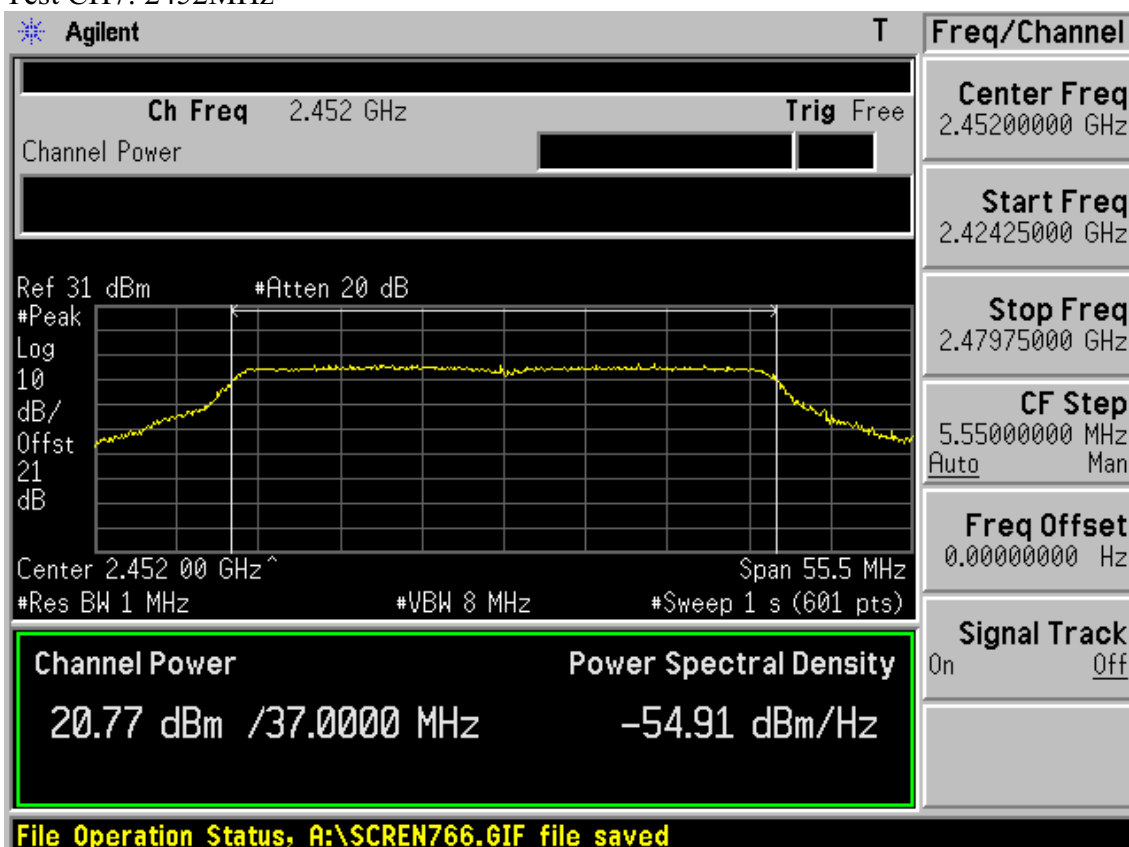 Test CH7: 2452MHz
Agilent T
Freq/Channel
Ch Freq 2.452 GHz Trig Free
Channel Power
Center Freq
2.45200000 GHz
Start Freq
2.42425000 GHz
Stop Freq
2.47975000 GHz
CF Step
5.55000000 MHz
Auto Man
Freq Offset
0.00000000 Hz
Signal Track
On Off
Ref 31 dBm #Atten 20 dB
#Peak
Log
10
dB/
Offst
21
dB
Center 2.452 00 GHz^ Span 55.5 MHz
#Res BW 1 MHz #VBW 8 MHz #Sweep 1 s (601 pts)
Channel Power Power Spectral Density
20.77 dBm /37.0000 MHz -54.91 dBm/Hz
File Operation Status, A:\SCREN766.GIF file saved